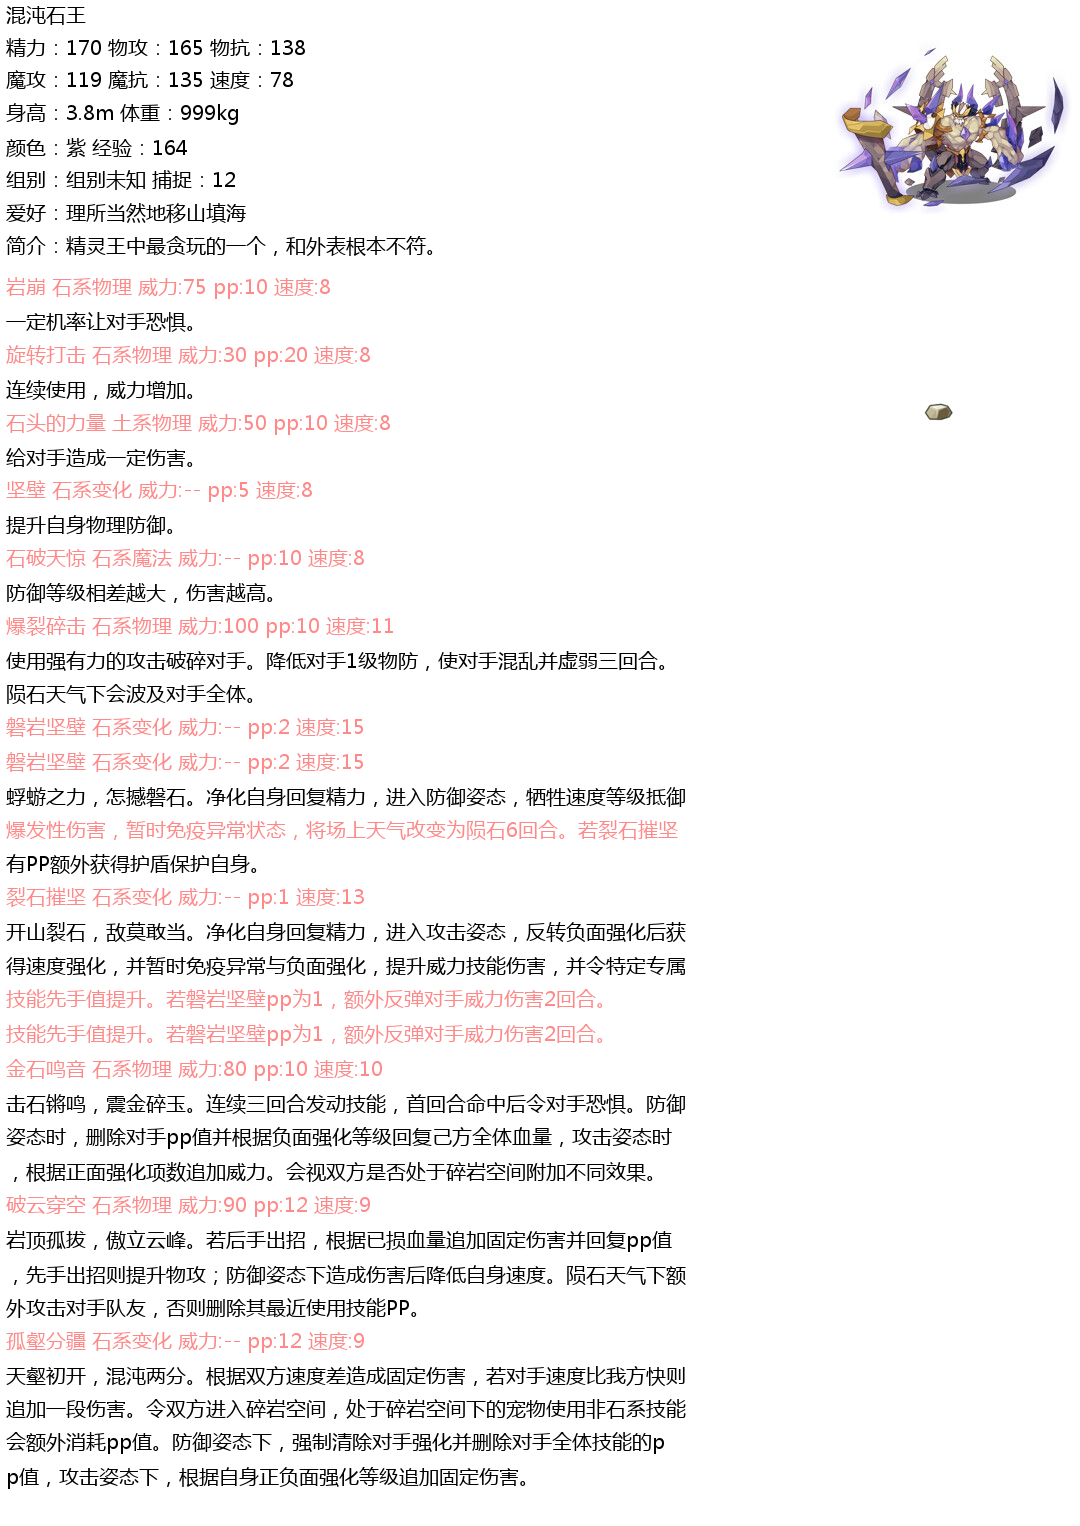 混沌石王
精力：170 物攻：165 物抗：138
魔攻：119 魔抗：135 速度：78
身高：3.8m 体重：999kg
颜色：紫 经验：164
组别：组别未知 捕捉：12
爱好：理所当然地移山填海
简介：精灵王中最贪玩的一个，和外表根本不符。
岩崩 石系物理 威力:75 pp:10 速度:8
一定机率让对手恐惧。
旋转打击 石系物理 威力:30 pp:20 速度:8
连续使用，威力增加。
石头的力量 土系物理 威力:50 pp:10 速度:8
给对手造成一定伤害。
坚壁 石系变化 威力:-- pp:5 速度:8
提升自身物理防御。
石破天惊 石系魔法 威力:-- pp:10 速度:8
防御等级相差越大，伤害越高。
爆裂碎击 石系物理 威力:100 pp:10 速度:11
使用强有力的攻击破碎对手。降低对手1级物防，使对手混乱并虚弱三回合。
陨石天气下会波及对手全体。
磐岩坚壁 石系变化 威力:-- pp:2 速度:15
磐岩坚壁 石系变化 威力:-- pp:2 速度:15
蜉蝣之力，怎撼磐石。净化自身回复精力，进入防御姿态，牺牲速度等级抵御
爆发性伤害，暂时免疫异常状态，将场上天气改变为陨石6回合。若裂石摧坚
有PP额外获得护盾保护自身。
裂石摧坚 石系变化 威力:-- pp:1 速度:13
开山裂石，敌莫敢当。净化自身回复精力，进入攻击姿态，反转负面强化后获
得速度强化，并暂时免疫异常与负面强化，提升威力技能伤害，并令特定专属
技能先手值提升。若磐岩坚壁pp为1，额外反弹对手威力伤害2回合。
技能先手值提升。若磐岩坚壁pp为1，额外反弹对手威力伤害2回合。
金石鸣音 石系物理 威力:80 pp:10 速度:10
击石锵鸣，震金碎玉。连续三回合发动技能，首回合命中后令对手恐惧。防御
姿态时，删除对手pp值并根据负面强化等级回复己方全体血量，攻击姿态时
，根据正面强化项数追加威力。会视双方是否处于碎岩空间附加不同效果。
破云穿空 石系物理 威力:90 pp:12 速度:9
岩顶孤拔，傲立云峰。若后手出招，根据已损血量追加固定伤害并回复pp值
，先手出招则提升物攻；防御姿态下造成伤害后降低自身速度。陨石天气下额
外攻击对手队友，否则删除其最近使用技能PP。
孤壑分疆 石系变化 威力:-- pp:12 速度:9
天壑初开，混沌两分。根据双方速度差造成固定伤害，若对手速度比我方快则
追加一段伤害。令双方进入碎岩空间，处于碎岩空间下的宠物使用非石系技能
会额外消耗pp值。防御姿态下，强制清除对手强化并删除对手全体技能的p
p值，攻击姿态下，根据自身正负面强化等级追加固定伤害。